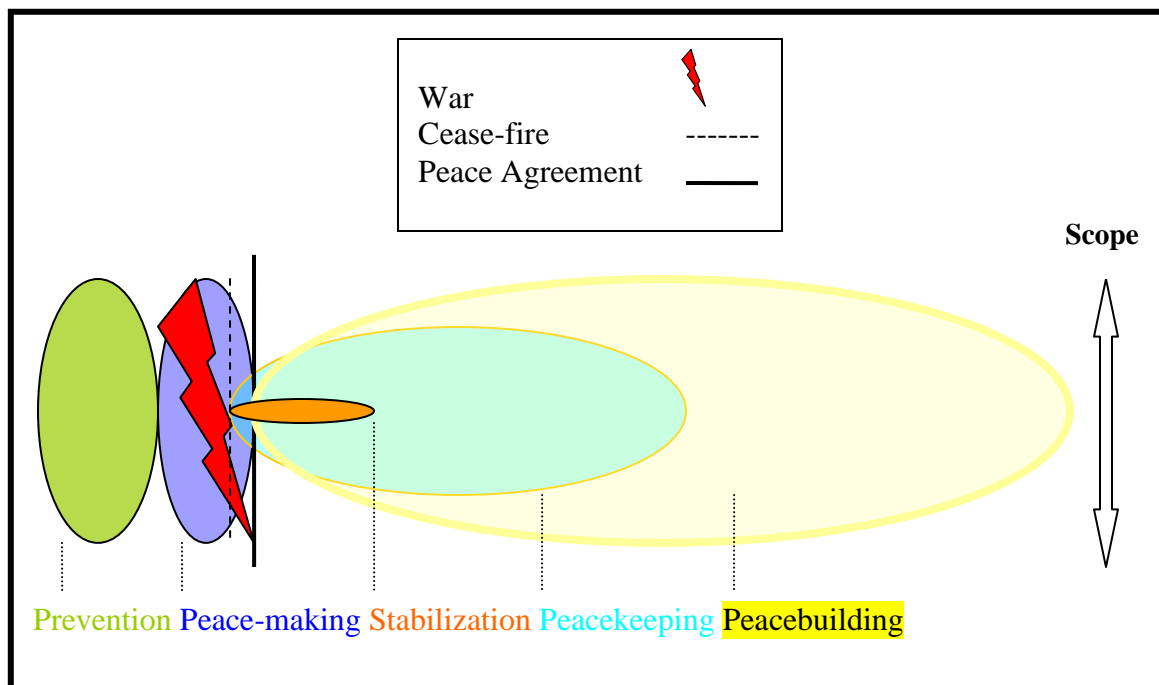 War
Cease-fire
Peace Agreement
Scope
Prevention Peace-making Stabilization Peacekeeping Peacebuilding